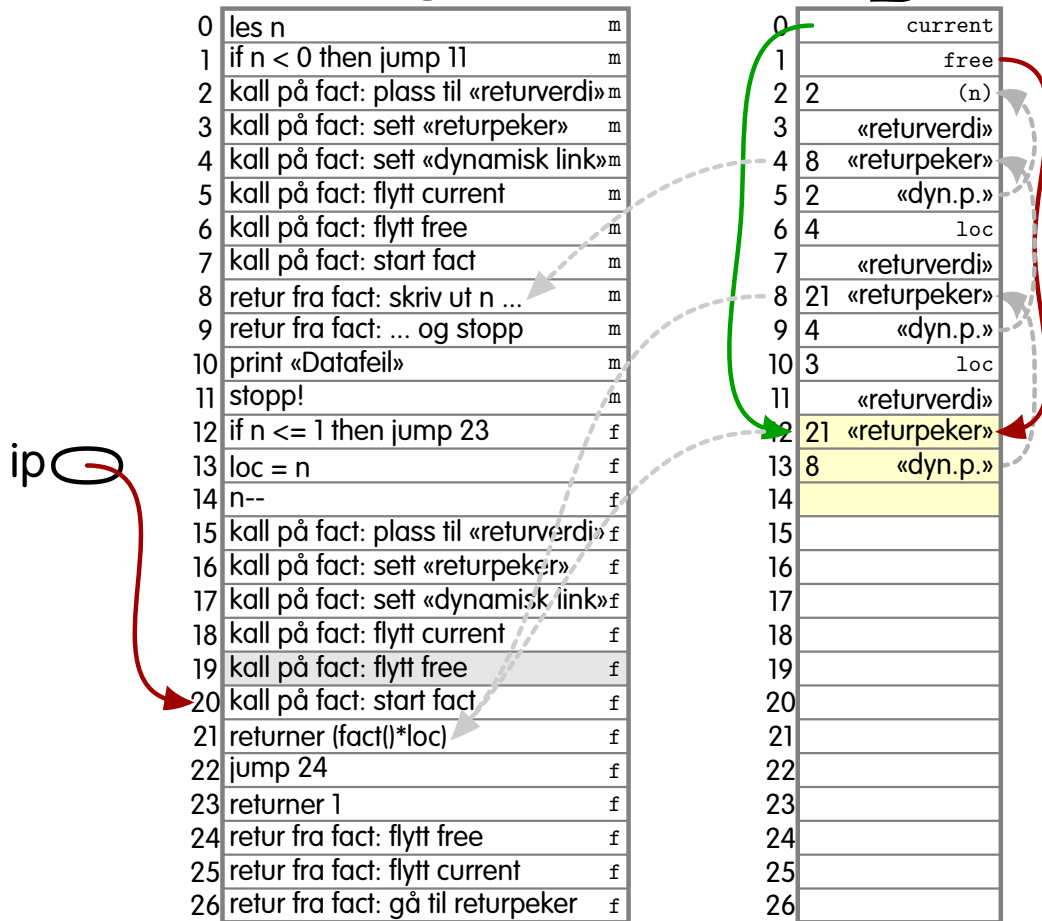 0 les n m
1 if n < 0 then jump 11 m
2 kall på fact: plass til «returverdi» m
3 kall på fact: sett «returpeker» m
4 kall på fact: sett «dynamisk link» m
5 kall på fact: flytt current m
6 kall på fact: flytt free m
7 kall på fact: start fact m
8 retur fra fact: skriv ut n ... m
9 retur fra fact: ... og stopp m
10 print «Datafeil» m
11 stopp! m
12 if n <= 1 then jump 23 f
ip
13 loc = n f
14 n-- f
15 kall på fact: plass til «returverdi» f
16 kall på fact: sett «returpeker» f
17 kall på fact: sett «dynamisk link» f
18 kall på fact: flytt current f
19 kall på fact: flytt free f
20 kall på fact: start fact f
21 returner (fact()*loc) f
22 jump 24 f
23 returner 1 f
24 retur fra fact: flytt free f
25 retur fra fact: flytt current f
26 retur fra fact: gå til returpeker f
0 current
1 free
2 2 (n)
3 «returverdi»
4 8 «returpeker»
5 2 «dyn.p.»
6 4 loc
7 «returverdi»
8 21 «returpeker»
9 4 «dyn.p.»
10 3 loc
11 «returverdi»
12 21 «returpeker»
13 8 «dyn.p.»
14
15
16
17
18
19
20
21
22
23
24
25
26